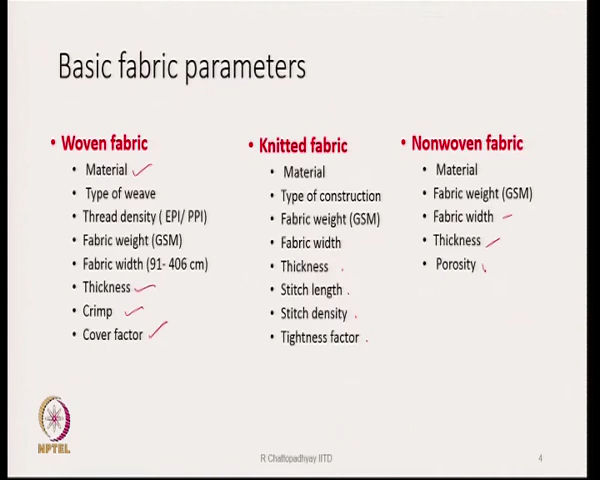 Basic fabric parameters
• Woven fabric
• Material
• Type of weave
• Thread density ( EPI/ PPI)
• Fabric weight (GSM)
• Fabric width (91- 406 cm)
• Thickness
• Crimp
• Cover factor
• Knitted fabric
• Material
• Type of construction
• Fabric weight (GSM)
• Fabric width
• Thickness
• Stitch length
• Stitch density
• Tightness factor
• Nonwoven fabric
• Material
• Fabric weight (GSM)
• Fabric width
• Thickness
• Porosity
NPTEL
R Chattopadhyay IITD
4